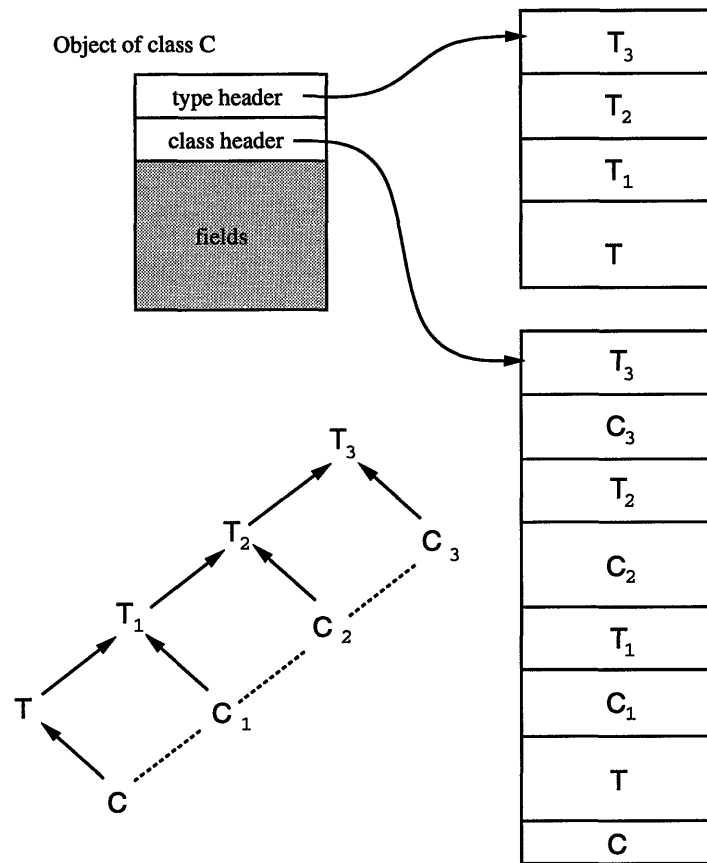 Object of class C
type header
class header
fields
T₃
T₂
T₁
T
T₃
C₃
T₂
C₂
T₁
C₁
T
C
T₃
T₂
C₃
T₁
C₂
T
C₁
C